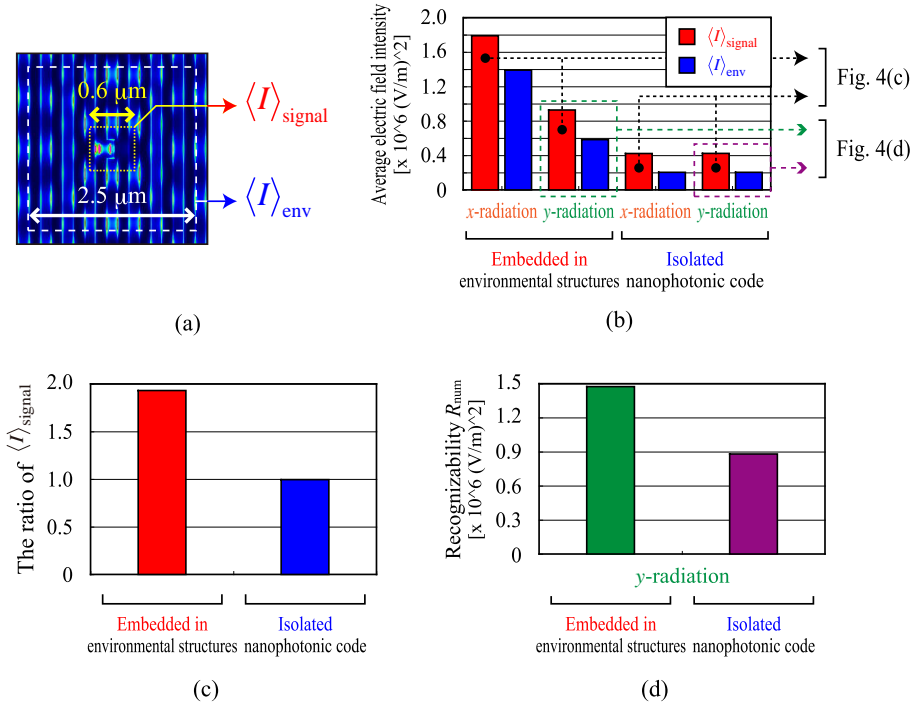 0.6 μm
⟨I⟩signal
2.5 μm
⟨I⟩env
(a)
Average electric field intensity
[x 10^6 (V/m)^2]
2.0
1.6
1.2
0.8
0.4
0
⟨I⟩signal
⟨I⟩env
Fig. 4(c)
Fig. 4(d)
x-radiation y-radiation x-radiation y-radiation
Embedded in
environmental structures
Isolated
nanophotonic code
(b)
The ratio of ⟨I⟩signal
2.0
1.5
1.0
0.5
0
Embedded in
environmental structures
Isolated
nanophotonic code
(c)
Recognizability Rnum
[x 10^6 (V/m)^2]
1.5
1.2
0.9
0.6
0.3
0
y-radiation
Embedded in
environmental structures
Isolated
nanophotonic code
(d)